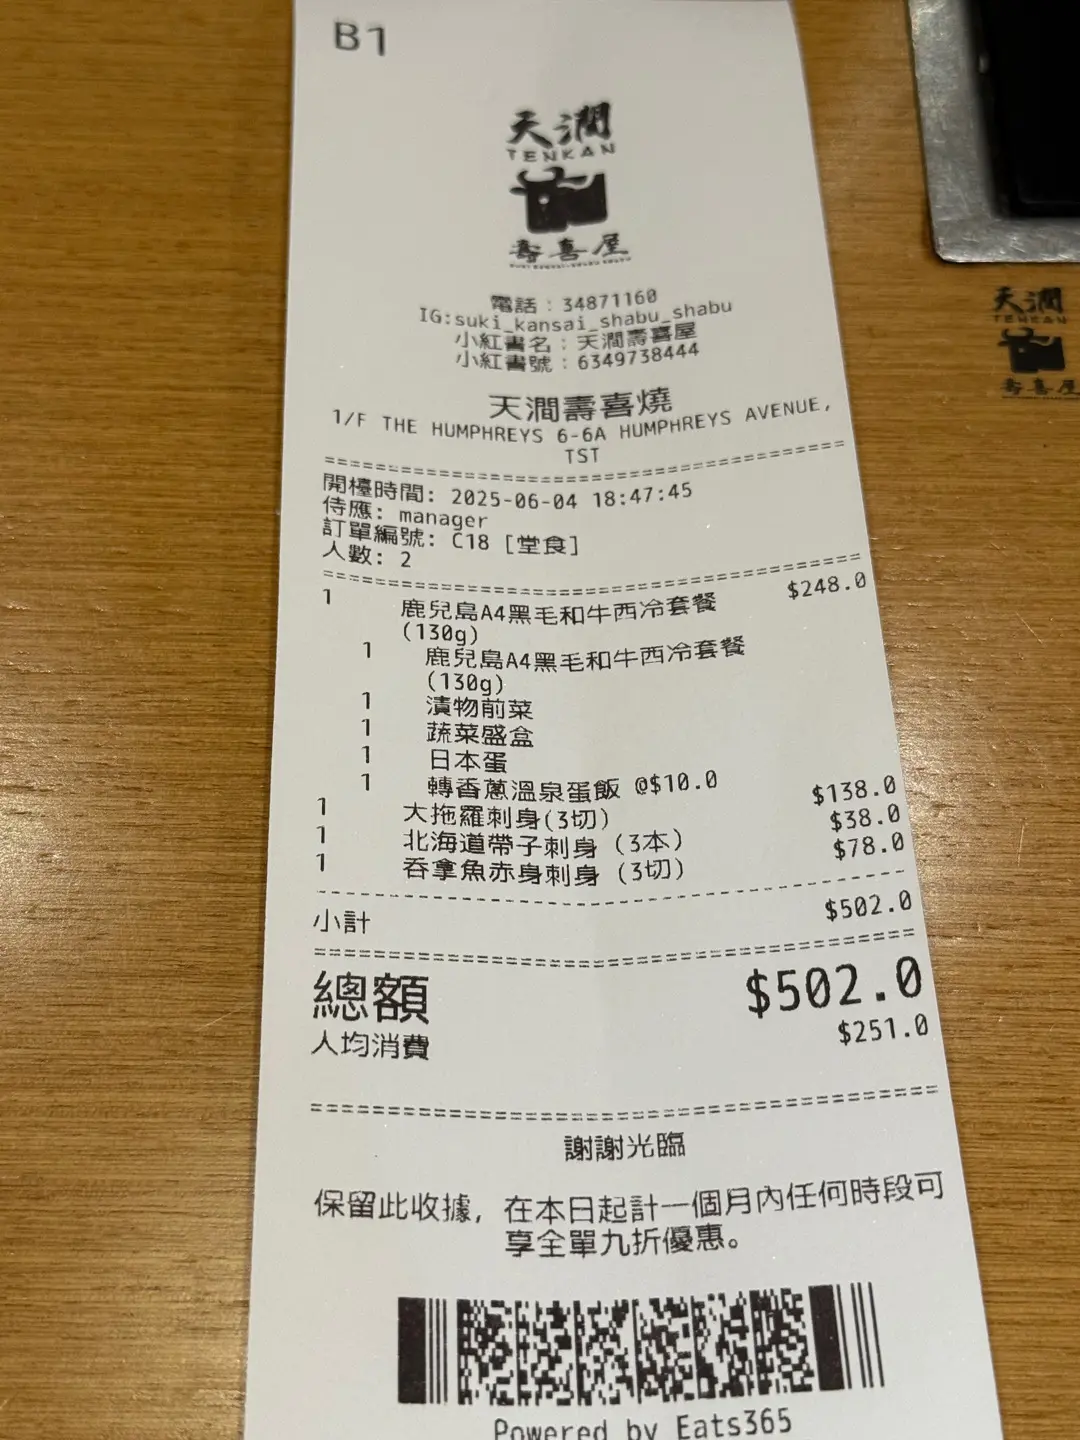 B1
天澗
TENKAN
壽喜屋
電話：34871160
IG:suki_kansai_shabu_shabu
小紅書名：天澗壽喜屋
小紅書號：6349738444
天澗壽喜燒
1/F THE HUMPHREYS 6-6A HUMPHREYS AVENUE,
TST
開檯時間: 2025-06-04 18:47:45
侍應: manager
訂單編號: C18 [堂食]
人數: 2
1 鹿兒島A4黑毛和牛西冷套餐 $248.0
(130g)
1 鹿兒島A4黑毛和牛西冷套餐
(130g)
1 漬物前菜
1 蔬菜盛盒
1 日本蛋
1 轉香蔥溫泉蛋飯 @$10.0
1 大拖羅刺身(3切) $138.0
1 北海道帶子刺身 (3本) $38.0
1 吞拿魚赤身刺身 (3切) $78.0
小計 $502.0
總額 $502.0
人均消費 $251.0
謝謝光臨
保留此收據, 在本日起計一個月內任何時段可
享全單九折優惠。
Powered by Eats365
天澗
TENKAN
壽喜屋